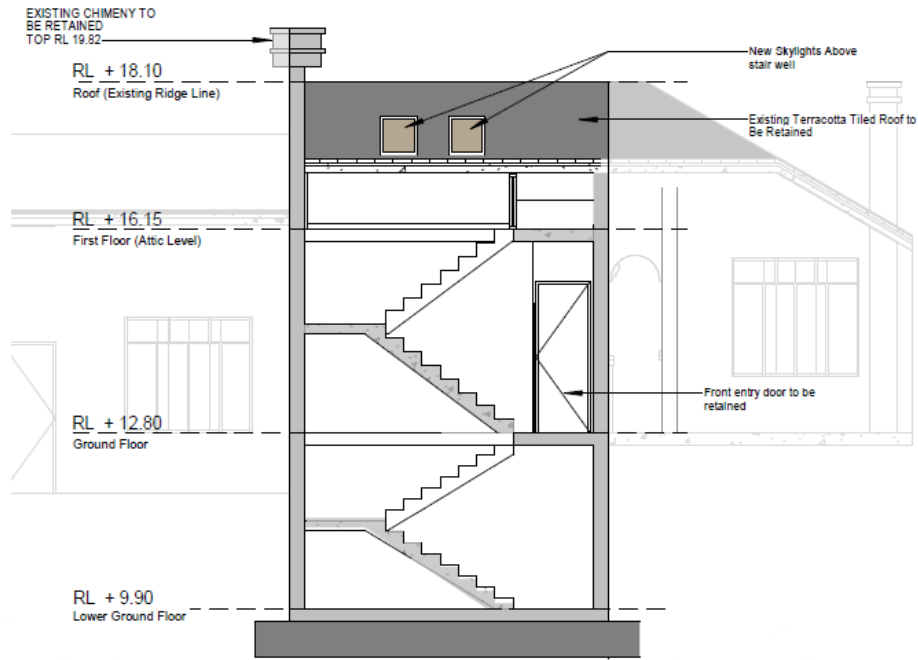 EXISTING CHIMENY TO
BE RETAINED
TOP RL 19.82
New Skylights Above
stair well
RL + 18.10
Roof (Existing Ridge Line)
Existing Terracotta Tiled Roof to
Be Retained
RL + 16.15
First Floor (Attic Level)
Front entry door to be
retained
RL + 12.80
Ground Floor
RL + 9.90
Lower Ground Floor